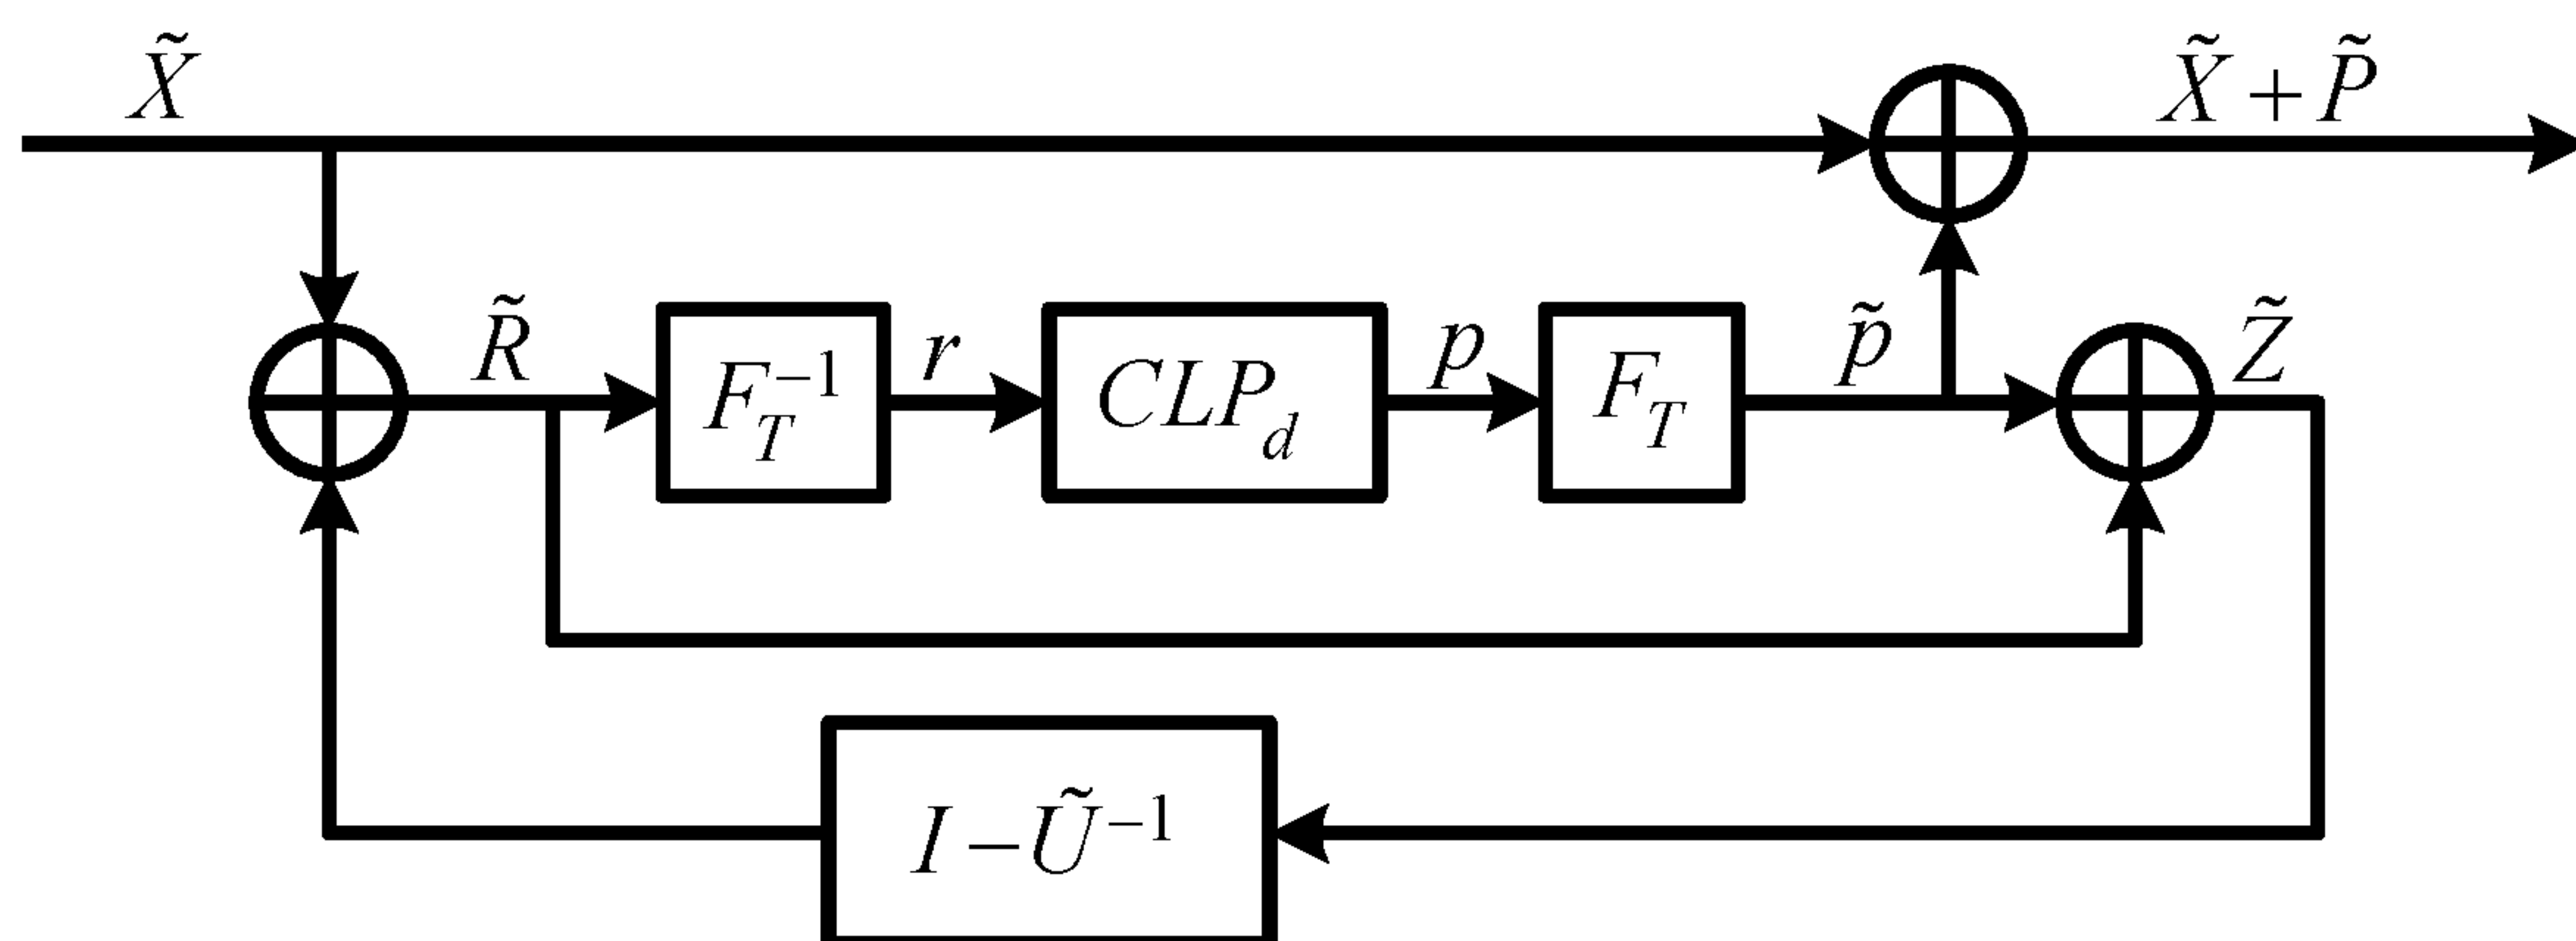 X̃
X̃ + P̃
R̃
F_T^{-1}
r
CLP_d
p
F_T
p̃
Z̃
I − Ũ^{-1}